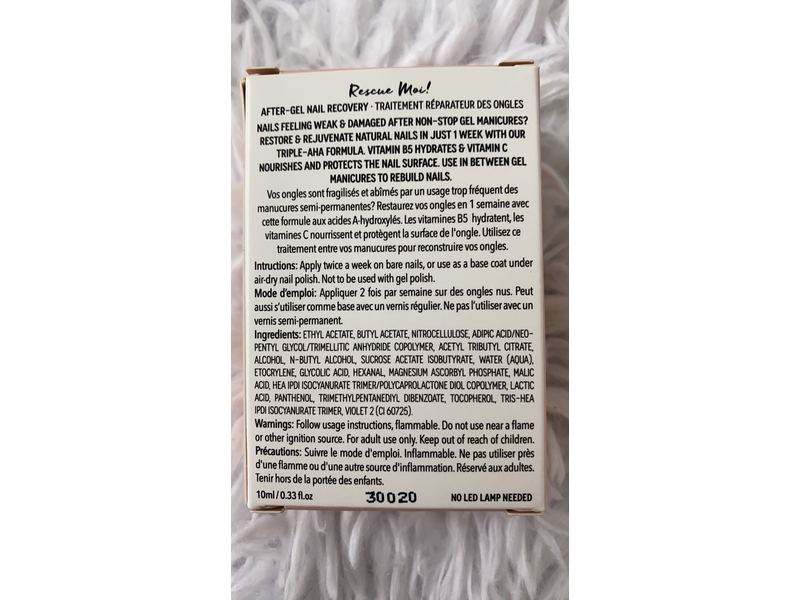 Rescue Moi!
AFTER-GEL NAIL RECOVERY · TRAITEMENT RÉPARATEUR DES ONGLES
NAILS FEELING WEAK & DAMAGED AFTER NON-STOP GEL MANICURES?
RESTORE & REJUVENATE NATURAL NAILS IN JUST 1 WEEK WITH OUR
TRIPLE-AHA FORMULA. VITAMIN B5 HYDRATES & VITAMIN C
NOURISHES AND PROTECTS THE NAIL SURFACE. USE IN BETWEEN GEL
MANICURES TO REBUILD NAILS.
Vos ongles sont fragilisés et abîmés par un usage trop fréquent des
manucures semi-permanentes? Restaurez vos ongles en 1 semaine avec
cette formule aux acides A-hydroxylés. Les vitamines B5 hydratent, les
vitamines C nourrissent et protègent la surface de l'ongle. Utilisez ce
traitement entre vos manucures pour reconstruire vos ongles.
Intructions: Apply twice a week on bare nails, or use as a base coat under
air-dry nail polish. Not to be used with gel polish.
Mode d'emploi: Appliquer 2 fois par semaine sur des ongles nus. Peut
aussi s'utiliser comme base avec un vernis régulier. Ne pas l'utiliser avec un
vernis semi-permanent.
Ingredients: ETHYL ACETATE, BUTYL ACETATE, NITROCELLULOSE, ADIPIC ACID/NEO-
PENTYL GLYCOL/TRIMELLITIC ANHYDRIDE COPOLYMER, ACETYL TRIBUTYL CITRATE,
ALCOHOL, N-BUTYL ALCOHOL, SUCROSE ACETATE ISOBUTYRATE, WATER (AQUA),
ETOCRYLENE, GLYCOLIC ACID, HEXANAL, MAGNESIUM ASCORBYL PHOSPHATE, MALIC
ACID, HEA IPDI ISOCYANURATE TRIMER/POLYCAPROLACTONE DIOL COPOLYMER, LACTIC
ACID, PANTHENOL, TRIMETHYLPENTANEDIYL DIBENZOATE, TOCOPHEROL, TRIS-HEA
IPDI ISOCYANURATE TRIMER, VIOLET 2 (CI 60725).
Warnings: Follow usage instructions, flammable. Do not use near a flame
or other ignition source. For adult use only. Keep out of reach of children.
Précautions: Suivre le mode d'emploi. Inflammable. Ne pas utiliser près
d'une flamme ou d'une autre source d'inflammation. Réservé aux adultes.
Tenir hors de la portée des enfants.
10ml / 0.33 fl.oz 30020 NO LED LAMP NEEDED